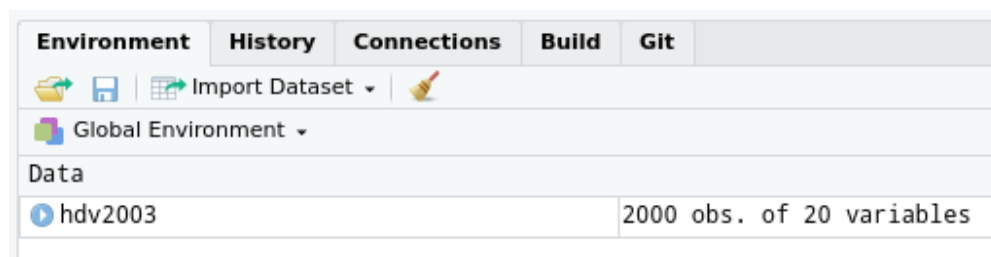 Environment History Connections Build Git
Import Dataset
Global Environment
Data
hdv2003 2000 obs. of 20 variables